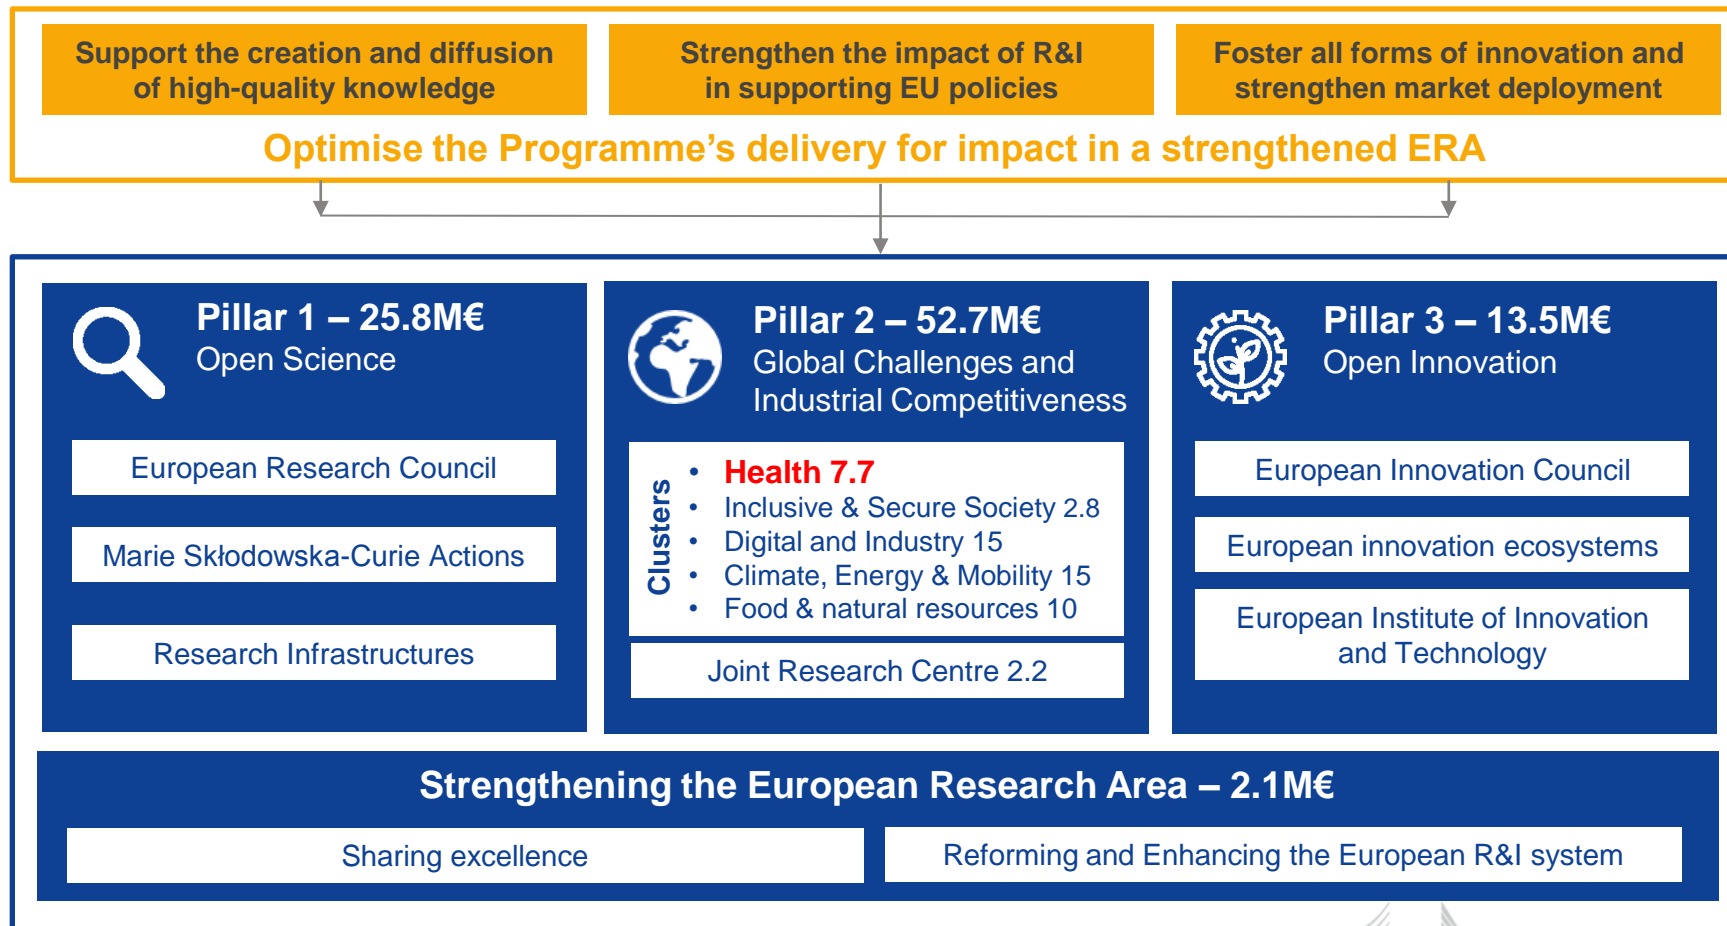 Support the creation and diffusion
of high-quality knowledge
Strengthen the impact of R&I
in supporting EU policies
Foster all forms of innovation and
strengthen market deployment
Optimise the Programme’s delivery for impact in a strengthened ERA
Pillar 1 – 25.8M€
Open Science
European Research Council
Marie Skłodowska-Curie Actions
Research Infrastructures
Pillar 2 – 52.7M€
Global Challenges and
Industrial Competitiveness
Clusters
• Health 7.7
• Inclusive & Secure Society 2.8
• Digital and Industry 15
• Climate, Energy & Mobility 15
• Food & natural resources 10
Joint Research Centre 2.2
Pillar 3 – 13.5M€
Open Innovation
European Innovation Council
European innovation ecosystems
European Institute of Innovation
and Technology
Strengthening the European Research Area – 2.1M€
Sharing excellence
Reforming and Enhancing the European R&I system